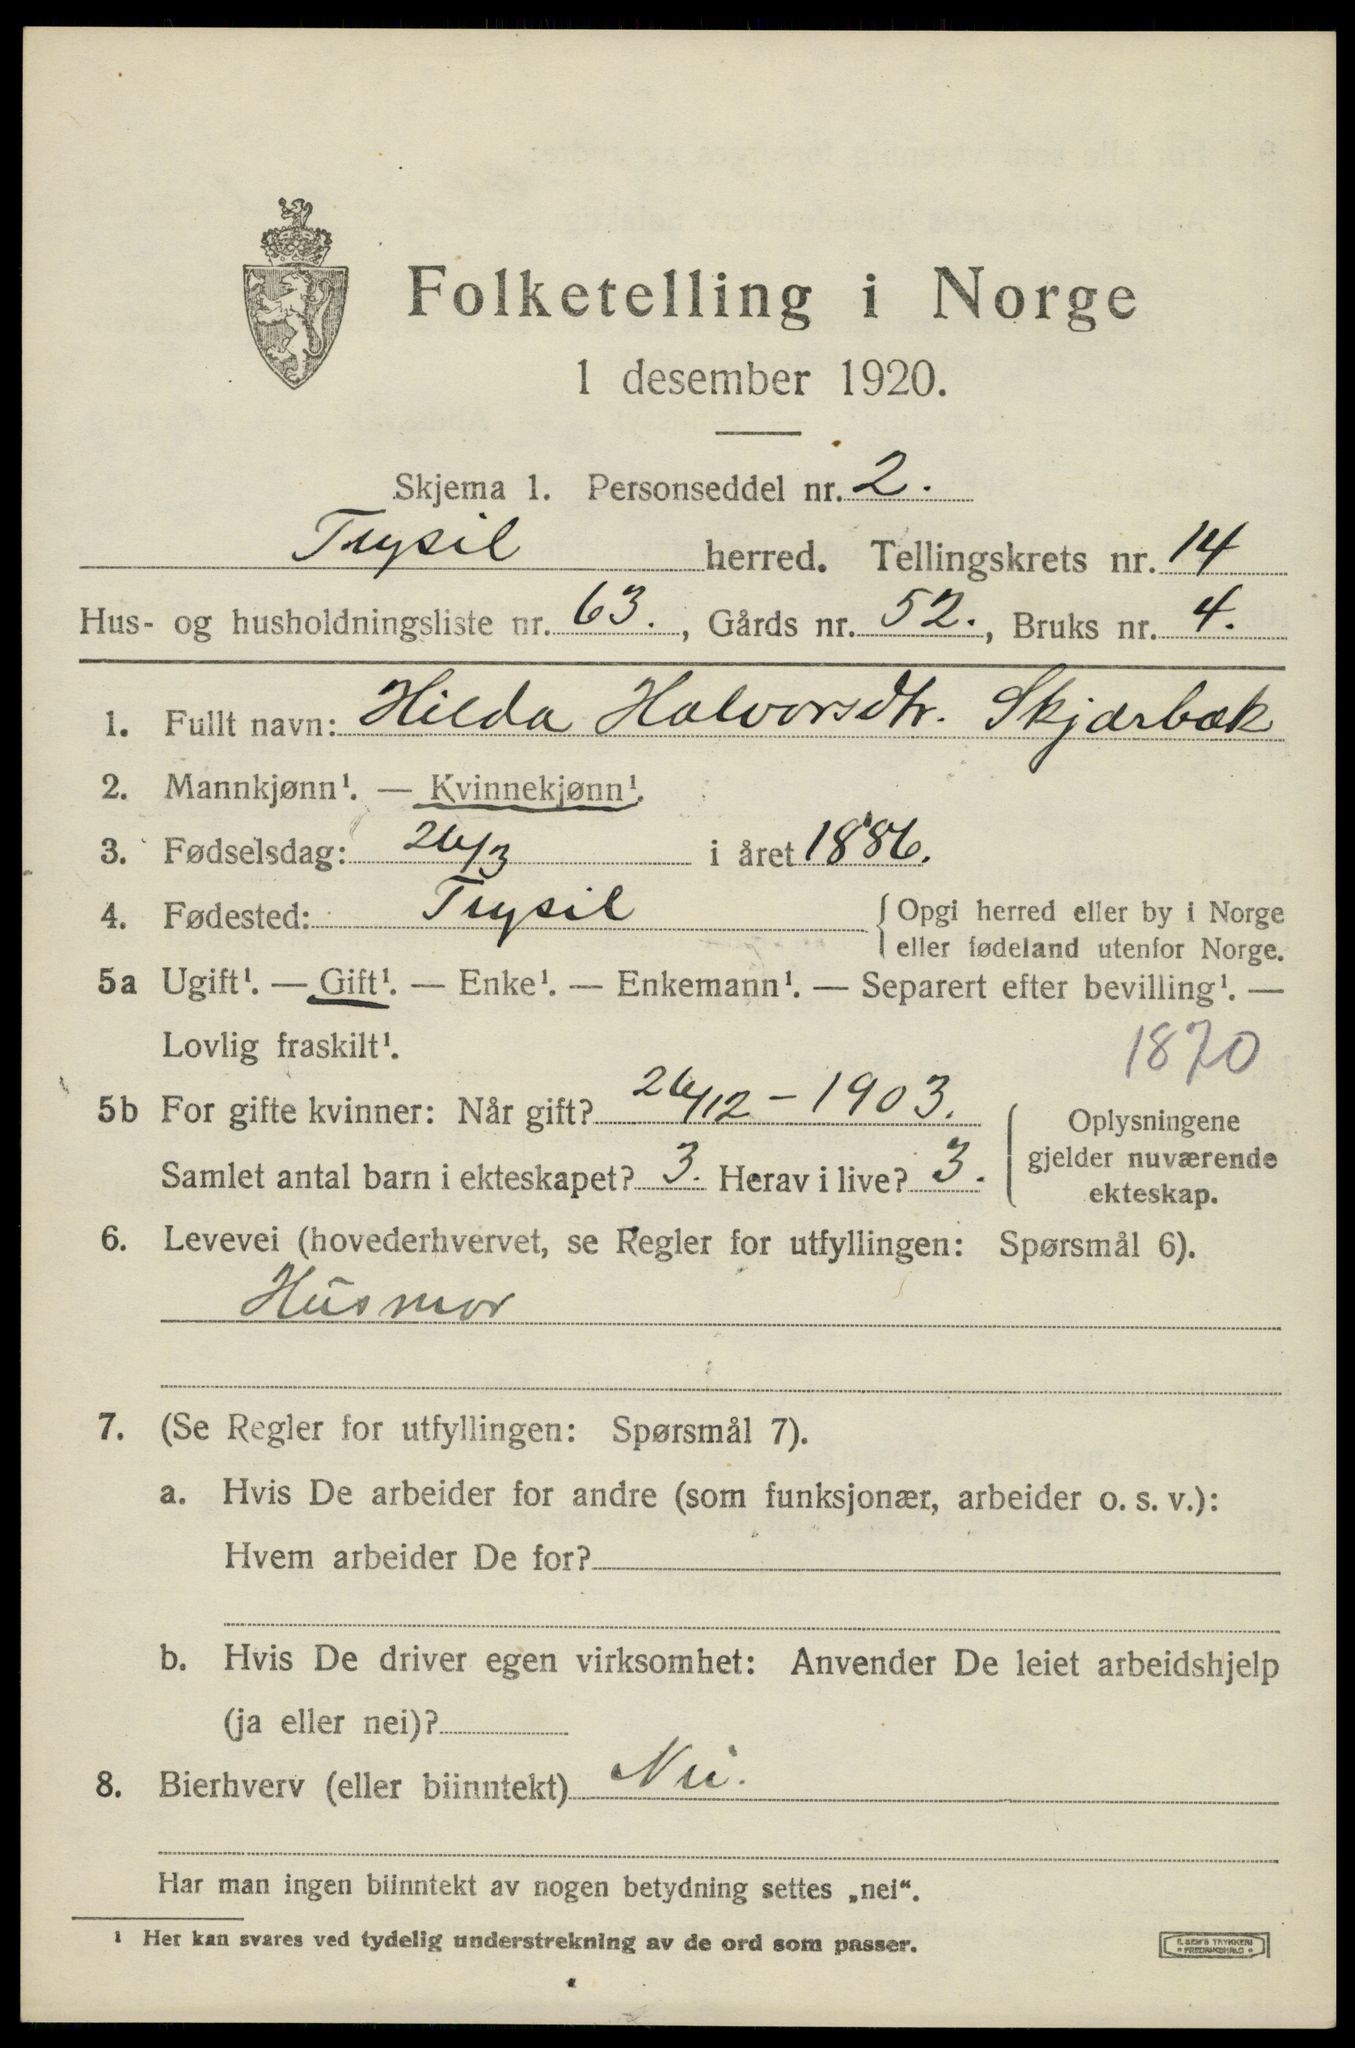 Folketelling i Norge
1 desember 1920.
Skjema 1. Personseddel nr. 2.
Trysil herred. Tellingskrets nr. 14
Hus- og husholdningsliste nr. 63., Gårds nr. 52., Bruks nr. 4.
1. Fullt navn: Hilda Halvorsdtr. Skjærbæk
2. Mannkjønn¹. — Kvinnekjønn¹.
3. Fødselsdag: 26/3 i året 1886.
4. Fødested: Trysil { Opgi herred eller by i Norge
eller fødeland utenfor Norge.
5a Ugift¹. — Gift¹. — Enke¹. — Enkemann¹. — Separert efter bevilling¹. —
Lovlig fraskilt¹.
1870
5b For gifte kvinner: Når gift? 26/12 - 1903.
Samlet antal barn i ekteskapet? 3. Herav i live? 3.
Oplysningene
gjelder nuværende
ekteskap.
6. Levevei (hovederhvervet, se Regler for utfyllingen: Spørsmål 6).
Husmor
7. (Se Regler for utfyllingen: Spørsmål 7).
a. Hvis De arbeider for andre (som funksjonær, arbeider o. s. v.):
Hvem arbeider De for?
b. Hvis De driver egen virksomhet: Anvender De leiet arbeidshjelp
(ja eller nei)?
8. Bierhverv (eller biinntekt) Nei.
Har man ingen biinntekt av nogen betydning settes „nei“.
¹ Her kan svares ved tydelig understrekning av de ord som passer.
E. SEM'S TRYKKERI
FREDRIKSHALD